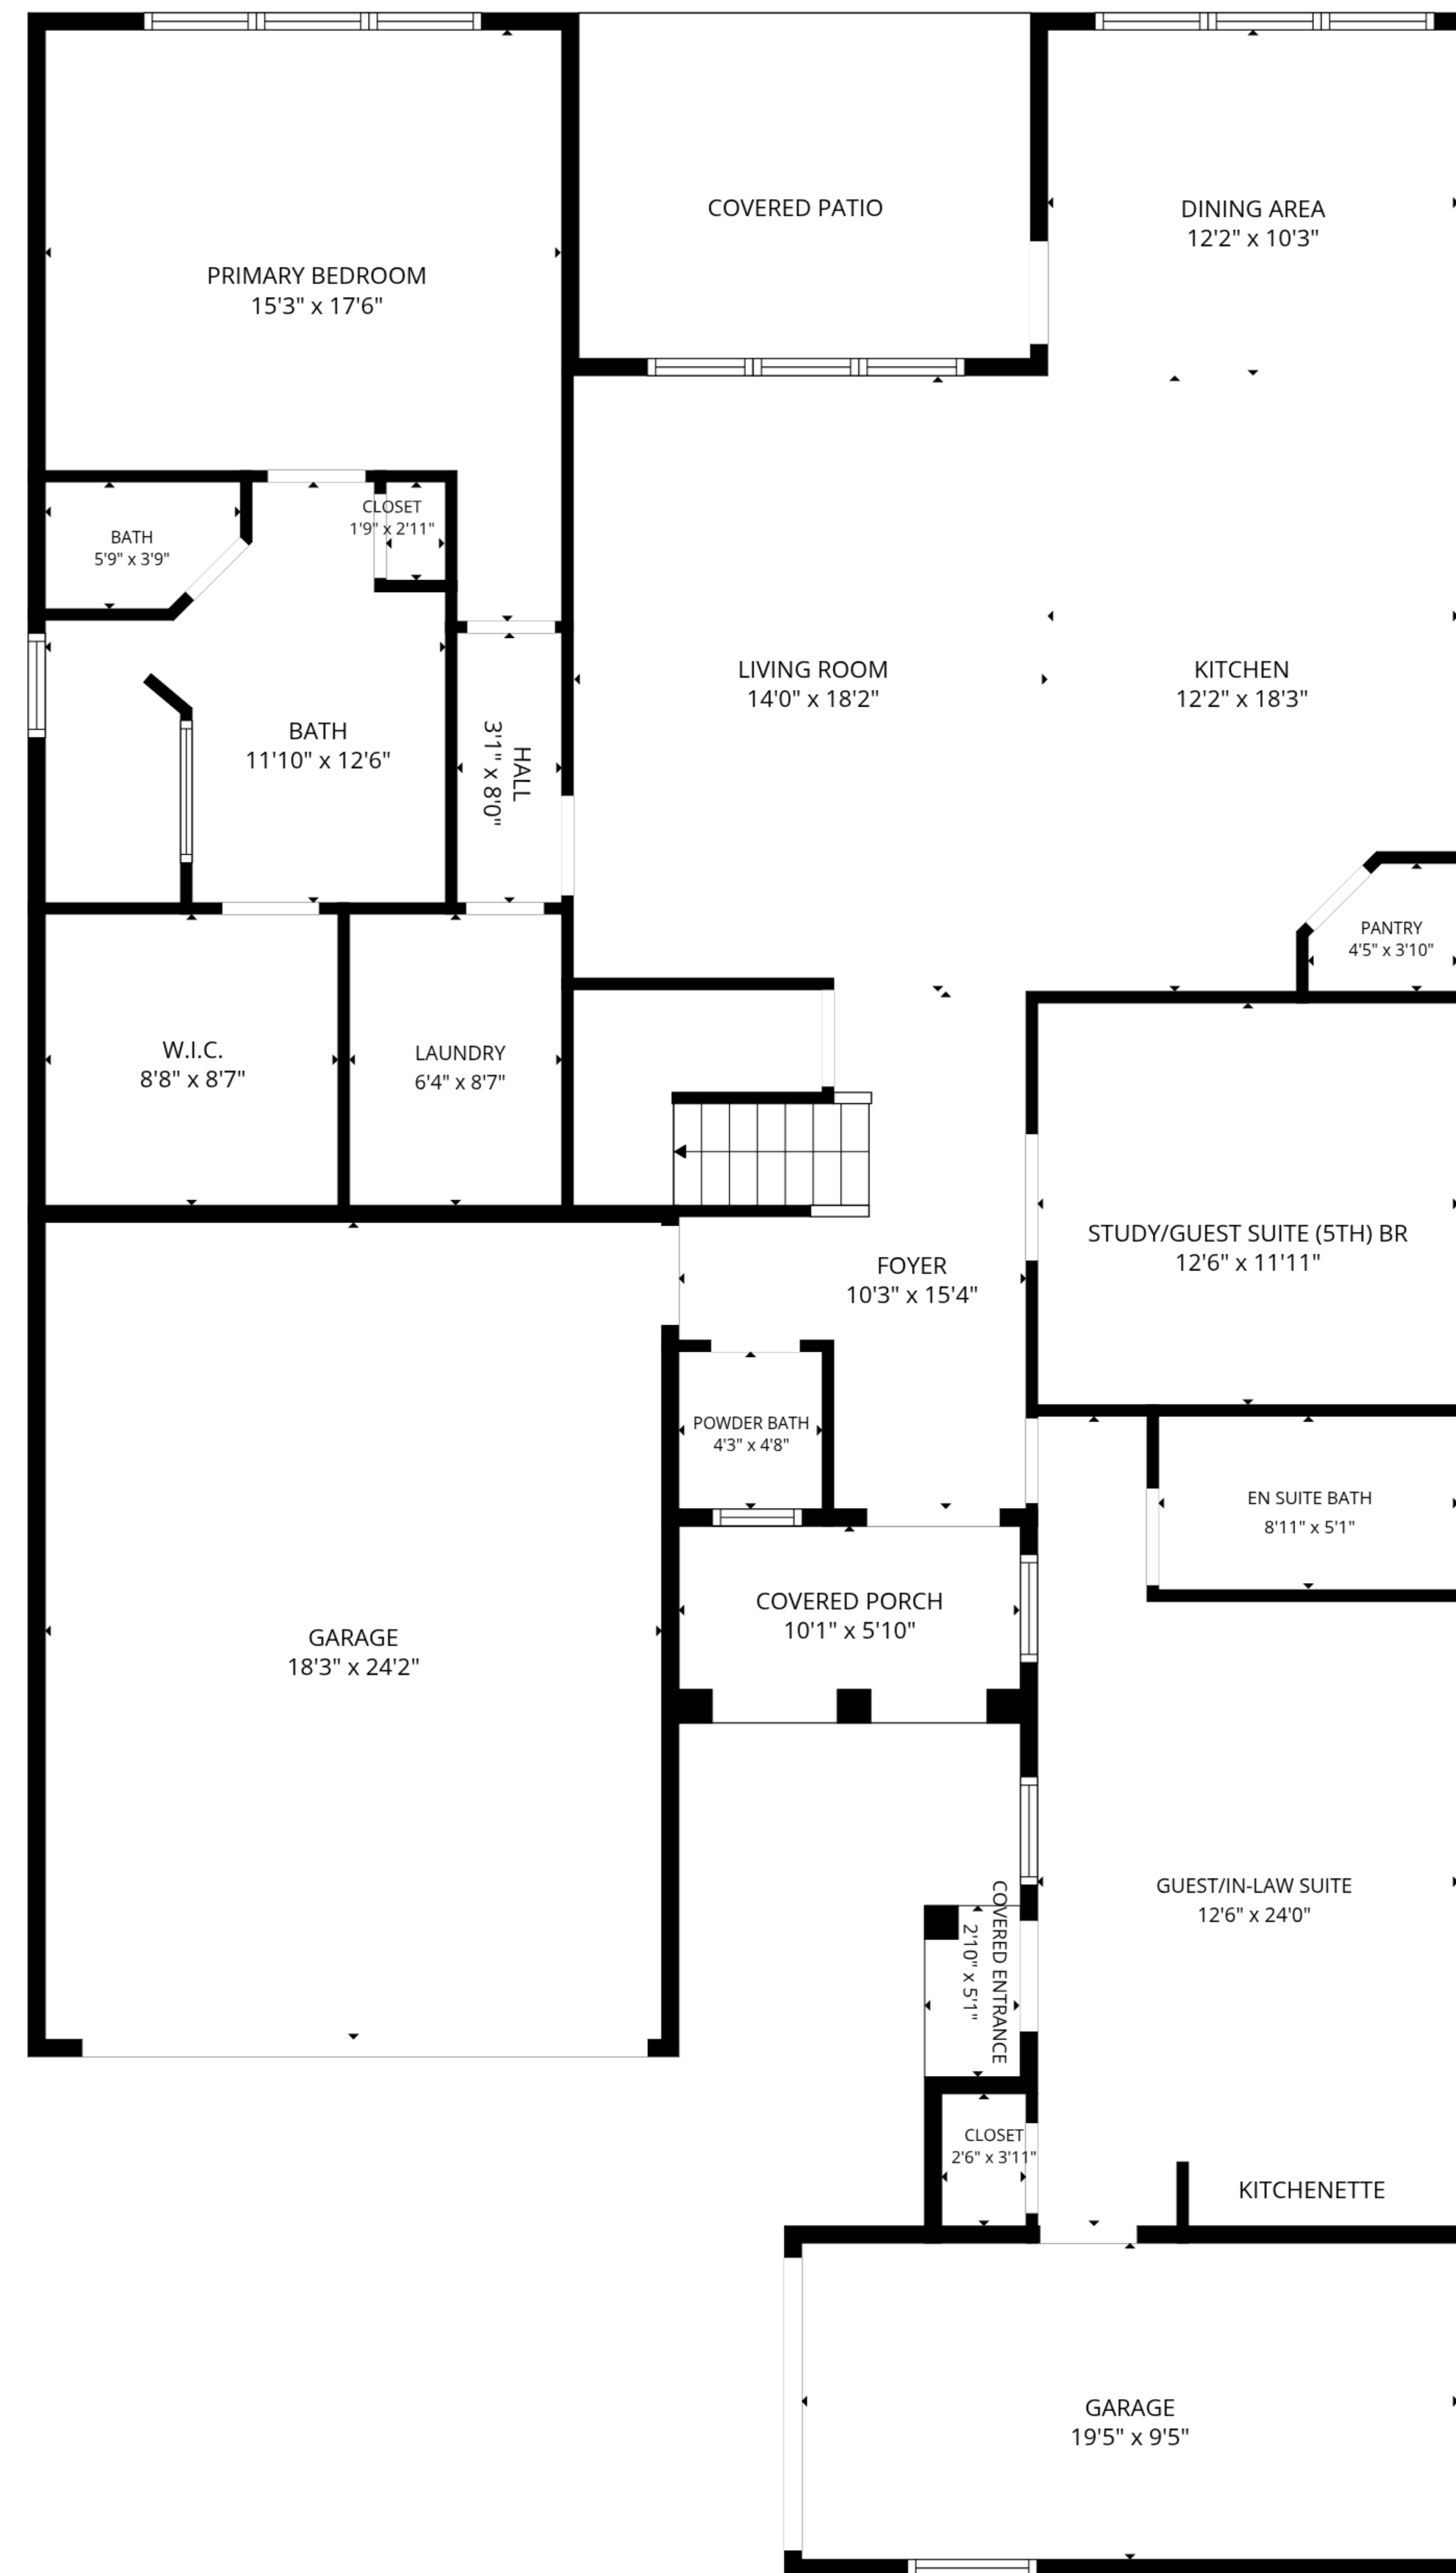 COVERED PATIO
DINING AREA
12'2" x 10'3"
PRIMARY BEDROOM
15'3" x 17'6"
CLOSET
1'9" x 2'11"
BATH
5'9" x 3'9"
LIVING ROOM
14'0" x 18'2"
KITCHEN
12'2" x 18'3"
BATH
11'10" x 12'6"
HALL
3'1" x 8'0"
PANTRY
4'5" x 3'10"
W.I.C.
8'8" x 8'7"
LAUNDRY
6'4" x 8'7"
STUDY/GUEST SUITE (5TH) BR
12'6" x 11'11"
FOYER
10'3" x 15'4"
POWDER BATH
4'3" x 4'8"
EN SUITE BATH
8'11" x 5'1"
COVERED PORCH
10'1" x 5'10"
GARAGE
18'3" x 24'2"
GUEST/IN-LAW SUITE
12'6" x 24'0"
COVERED ENTRANCE
2'10" x 5'1"
CLOSET
2'6" x 3'11"
KITCHENETTE
GARAGE
19'5" x 9'5"